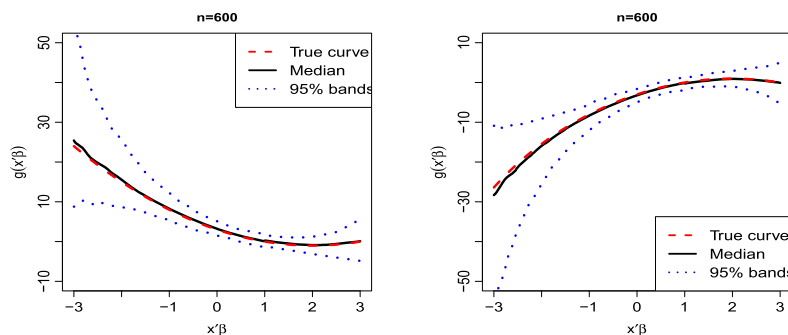 n=600
50
30
10
−10
g(x′β)
True curve
Median
95% bands
−3
−2
−1
0
1
2
3
x′β
n=600
10
−10
−30
−50
g(x′β)
True curve
Median
95% bands
−3
−1
0
1
2
3
x′β